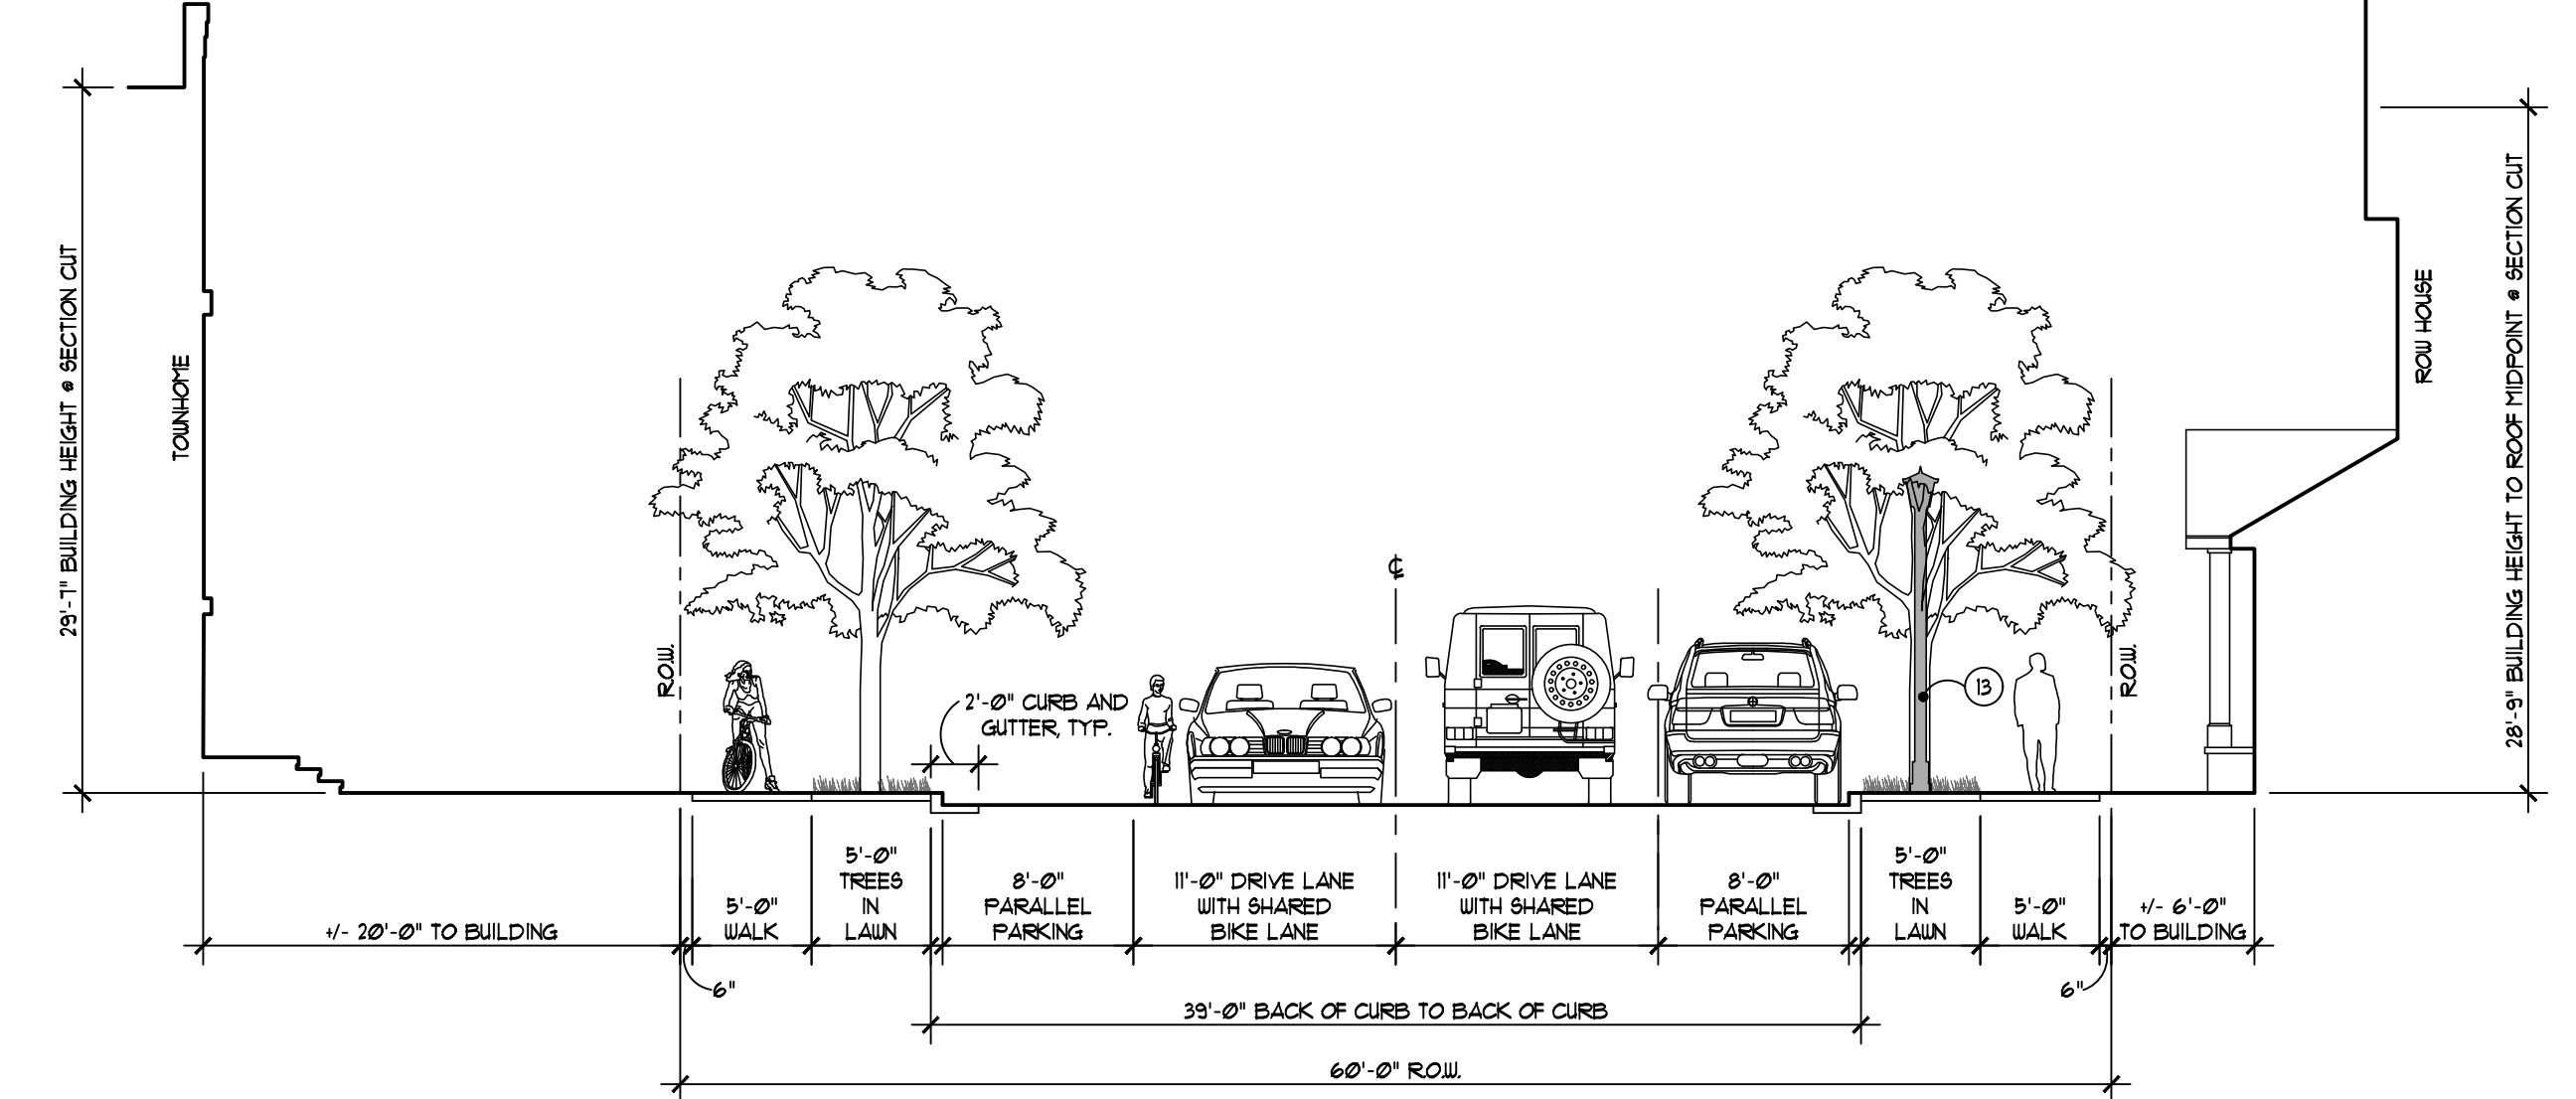 29'-7" BUILDING HEIGHT @ SECTION CUT
TOWNHOME
R.O.W.
2'-0" CURB AND
GUTTER, TYP.
℄
13
R.O.W.
ROW HOUSE
28'-9" BUILDING HEIGHT TO ROOF MIDPOINT @ SECTION CUT
+/- 20'-0" TO BUILDING
5'-0"
WALK
5'-0"
TREES
IN
LAWN
8'-0"
PARALLEL
PARKING
11'-0" DRIVE LANE
WITH SHARED
BIKE LANE
11'-0" DRIVE LANE
WITH SHARED
BIKE LANE
8'-0"
PARALLEL
PARKING
5'-0"
TREES
IN
LAWN
5'-0"
WALK
+/- 6'-0"
TO BUILDING
6"
6"
39'-0" BACK OF CURB TO BACK OF CURB
60'-0" R.O.W.